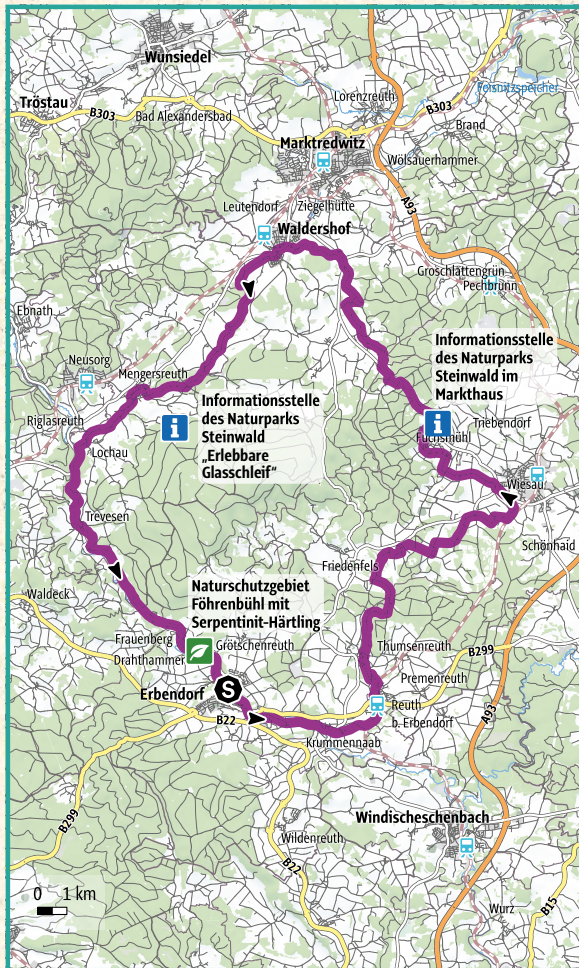 Wunsiedel
Tröstau
B303
Bad Alexandersbad
Lorenzreuth
B303
Brand
Marktredwitz
Wölsauerhammer
Leutendorf
Ziegelhütte
A93
Waldershof
Groschlattengrün
Pechbrunn
Ebnath
Neusorg
Mengersreuth
Informationsstelle
des Naturparks
Steinwald im
Markthaus
i
Informationsstelle
des Naturparks
Steinwald
„Erlebbare
Glasschleif“
i
Riglasreuth
Lochau
Fuchsmühl
Triebendorf
Wiesau
Trevesen
Schönhaid
Friedenfels
Waldeck
Naturschutzgebiet
Föhrenbühl mit
Serpentinit-Härtling
Frauenberg
Grötschenreuth
Drahthammer
Thumsenreuth
B299
Premenreuth
Erbendorf
S
Reuth
b. Erbendorf
B22
Krummennaab
A93
B299
Windischeschenbach
Wildenreuth
B22
0 1 km
Wurz
B15